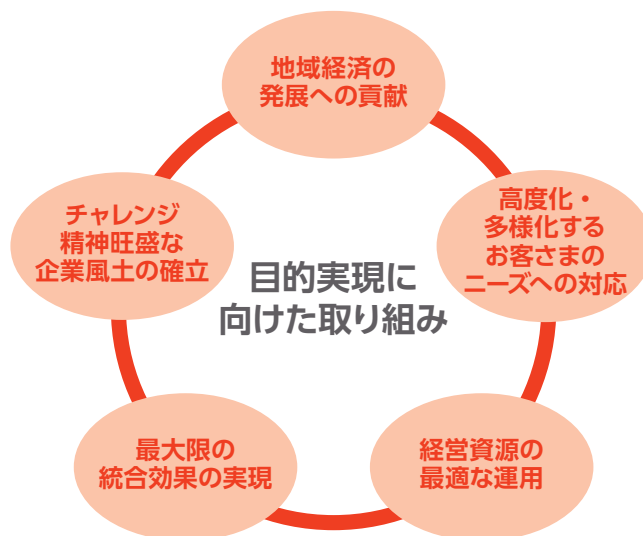 地域経済の
発展への貢献
高度化・
多様化する
お客さまの
ニーズへの対応
経営資源の
最適な運用
最大限の
統合効果の実現
チャレンジ
精神旺盛な
企業風土の確立
目的実現に
向けた取り組み